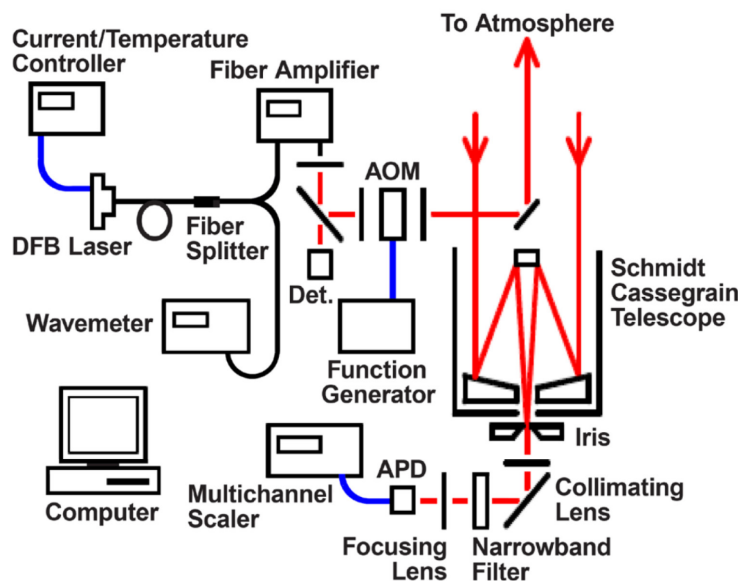 To Atmosphere
Current/Temperature
Controller
Fiber Amplifier
AOM
DFB Laser
Fiber
Splitter
Det.
Schmidt
Cassegrain
Telescope
Wavemeter
Function
Generator
Iris
Computer
Multichannel
Scaler
APD
Collimating
Lens
Focusing
Lens
Narrowband
Filter